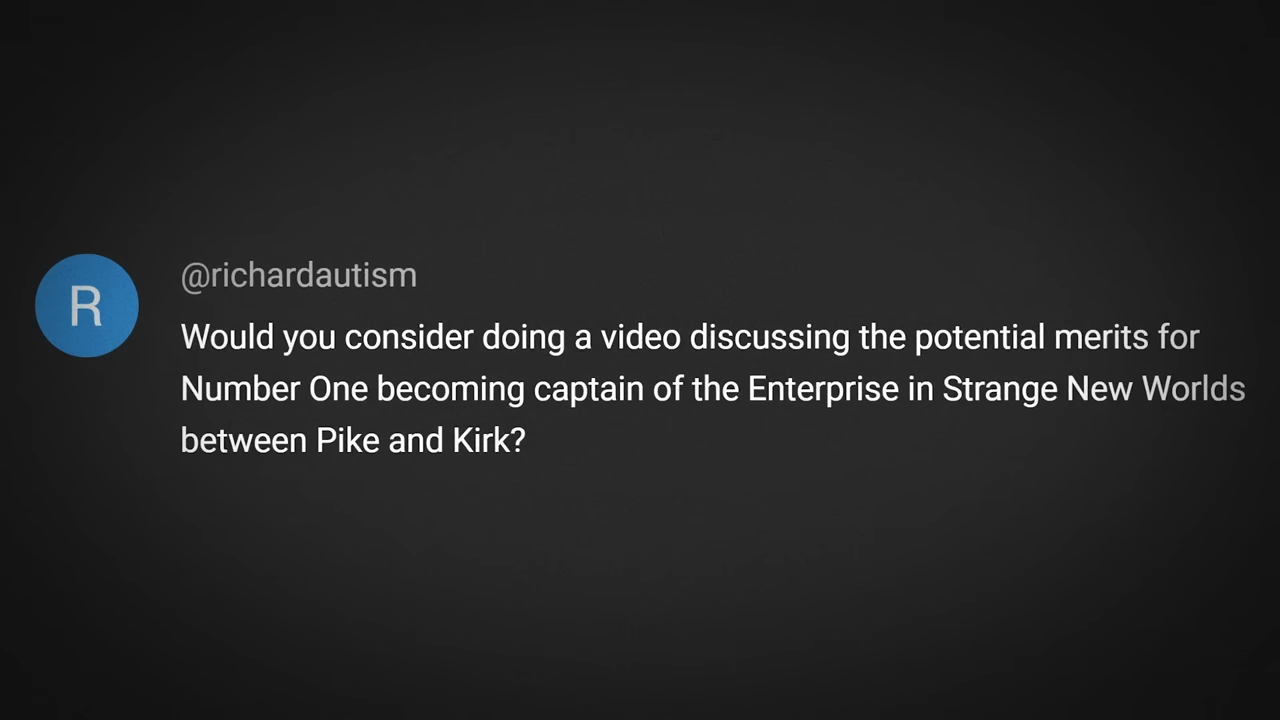 R
@richardautism
Would you consider doing a video discussing the potential merits for
Number One becoming captain of the Enterprise in Strange New Worlds
between Pike and Kirk?